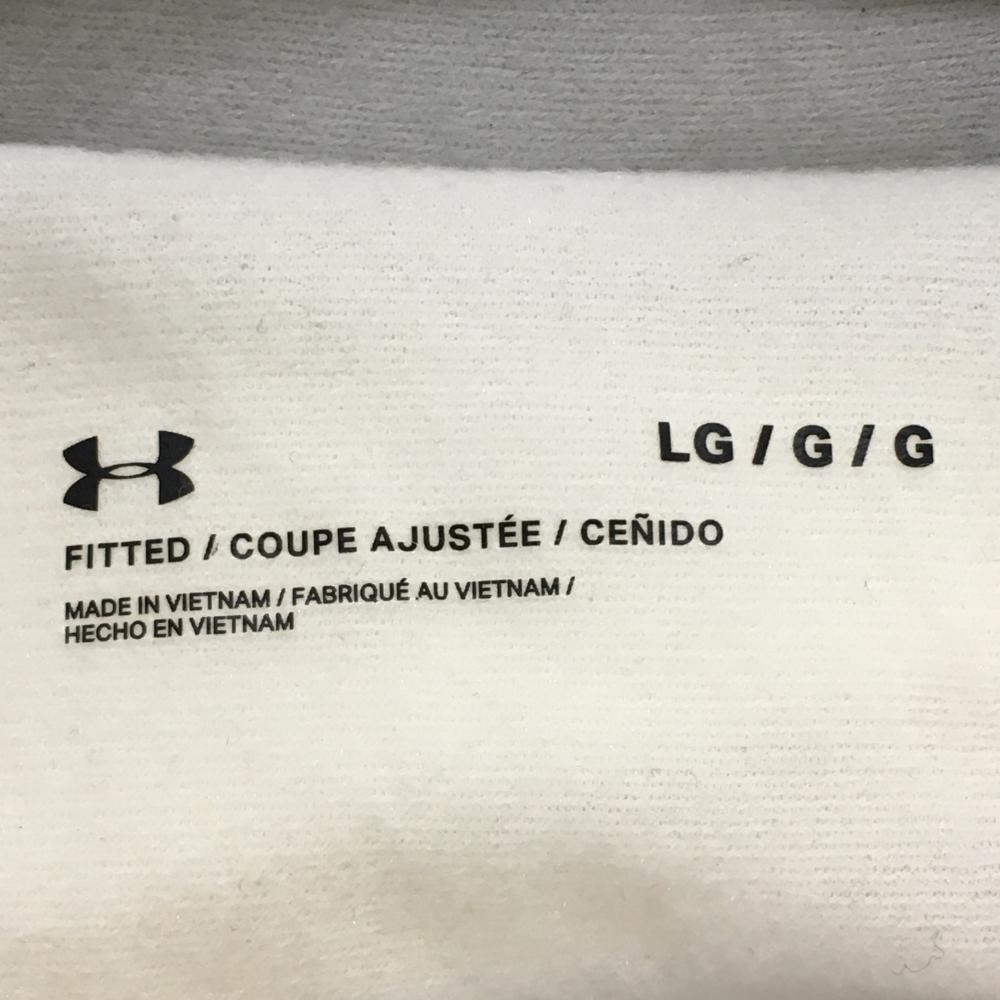 LG / G / G
FITTED / COUPE AJUSTÉE / CEÑIDO
MADE IN VIETNAM / FABRIQUÉ AU VIETNAM /
HECHO EN VIETNAM